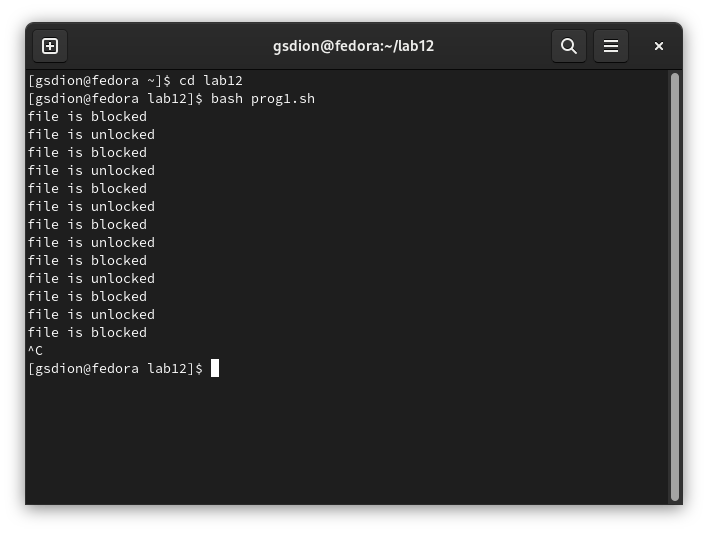 gsdion@fedora:~/lab12
[gsdion@fedora ~]$ cd lab12
[gsdion@fedora lab12]$ bash prog1.sh
file is blocked
file is unlocked
file is blocked
file is unlocked
file is blocked
file is unlocked
file is blocked
file is unlocked
file is blocked
file is unlocked
file is blocked
file is unlocked
file is blocked
^C
[gsdion@fedora lab12]$